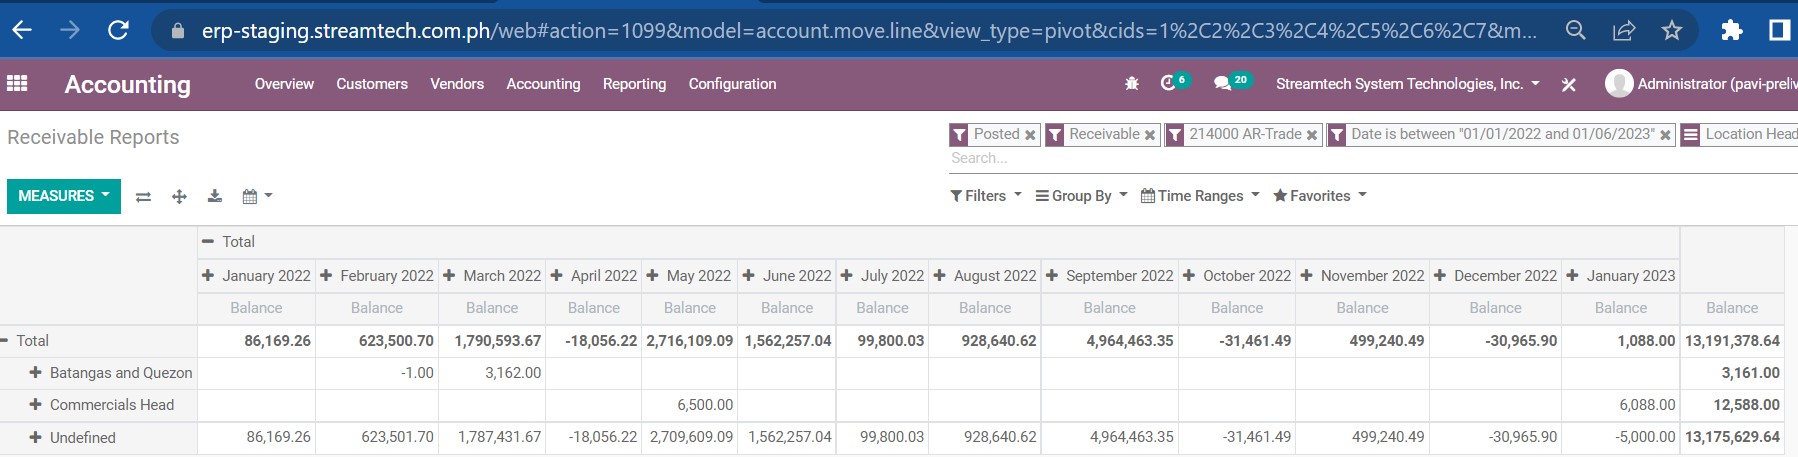 erp-staging.streamtech.com.ph/web#action=1099&model=account.move.line&view_type=pivot&cids=1%2C2%2C3%2C4%2C5%2C6%2C7&m...
Accounting Overview Customers Vendors Accounting Reporting Configuration 6 20 Streamtech System Technologies, Inc. Administrator (pavi-preliv
Receivable Reports Posted Receivable 214000 AR-Trade Date is between "01/01/2022 and 01/06/2023" Location Head
Search...
MEASURES Filters Group By Time Ranges Favorites
Total
January 2022 February 2022 March 2022 April 2022 May 2022 June 2022 July 2022 August 2022 September 2022 October 2022 November 2022 December 2022 January 2023
Balance Balance Balance Balance Balance Balance Balance Balance Balance Balance Balance Balance Balance Balance
Total 86,169.26 623,500.70 1,790,593.67 -18,056.22 2,716,109.09 1,562,257.04 99,800.03 928,640.62 4,964,463.35 -31,461.49 499,240.49 -30,965.90 1,088.00 13,191,378.64
Batangas and Quezon -1.00 3,162.00 3,161.00
Commercials Head 6,500.00 6,088.00 12,588.00
Undefined 86,169.26 623,501.70 1,787,431.67 -18,056.22 2,709,609.09 1,562,257.04 99,800.03 928,640.62 4,964,463.35 -31,461.49 499,240.49 -30,965.90 -5,000.00 13,175,629.64